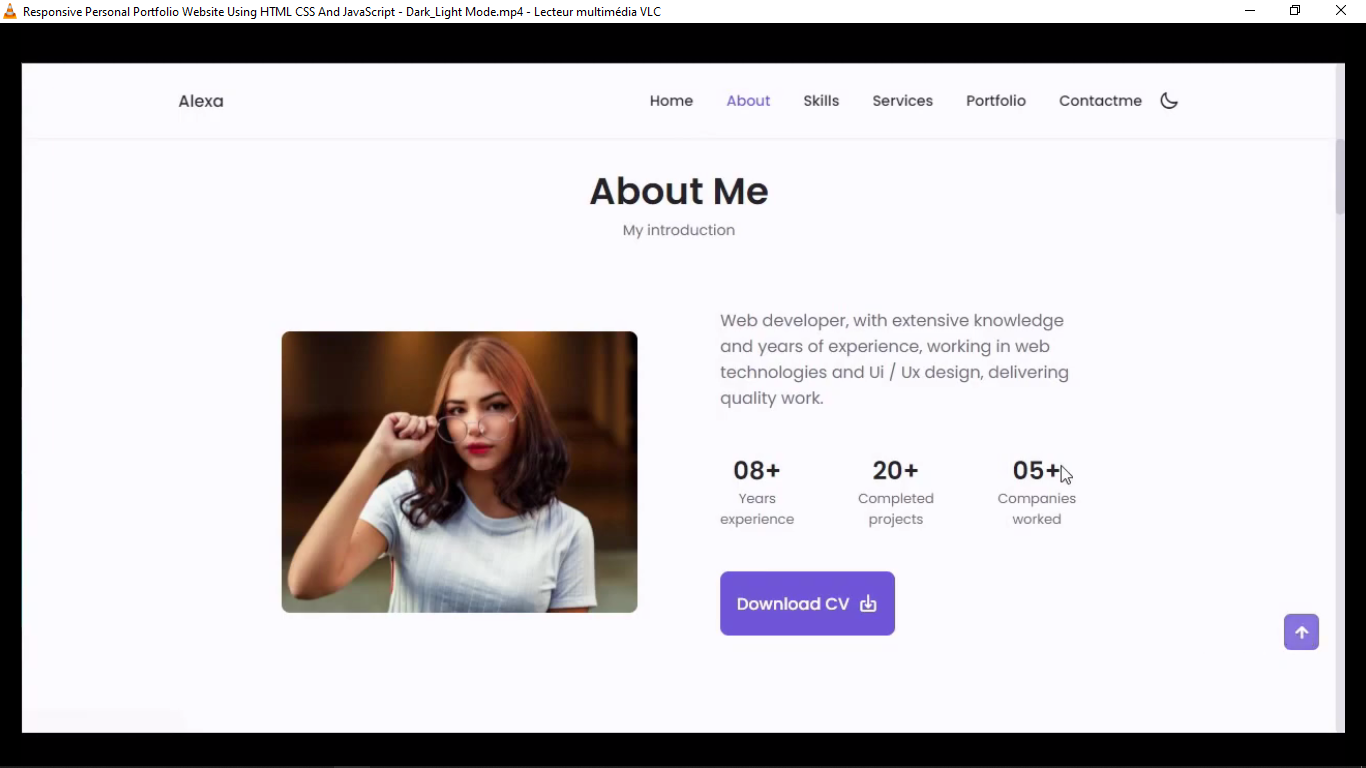 Responsive Personal Portfolio Website Using HTML CSS And JavaScript - Dark_Light Mode.mp4 - Lecteur multimédia VLC
Alexa
Home About Skills Services Portfolio Contactme
About Me
My introduction
Web developer, with extensive knowledge
and years of experience, working in web
technologies and Ui / Ux design, delivering
quality work.
08+ 20+ 05+
Years Completed Companies
experience projects worked
Download CV